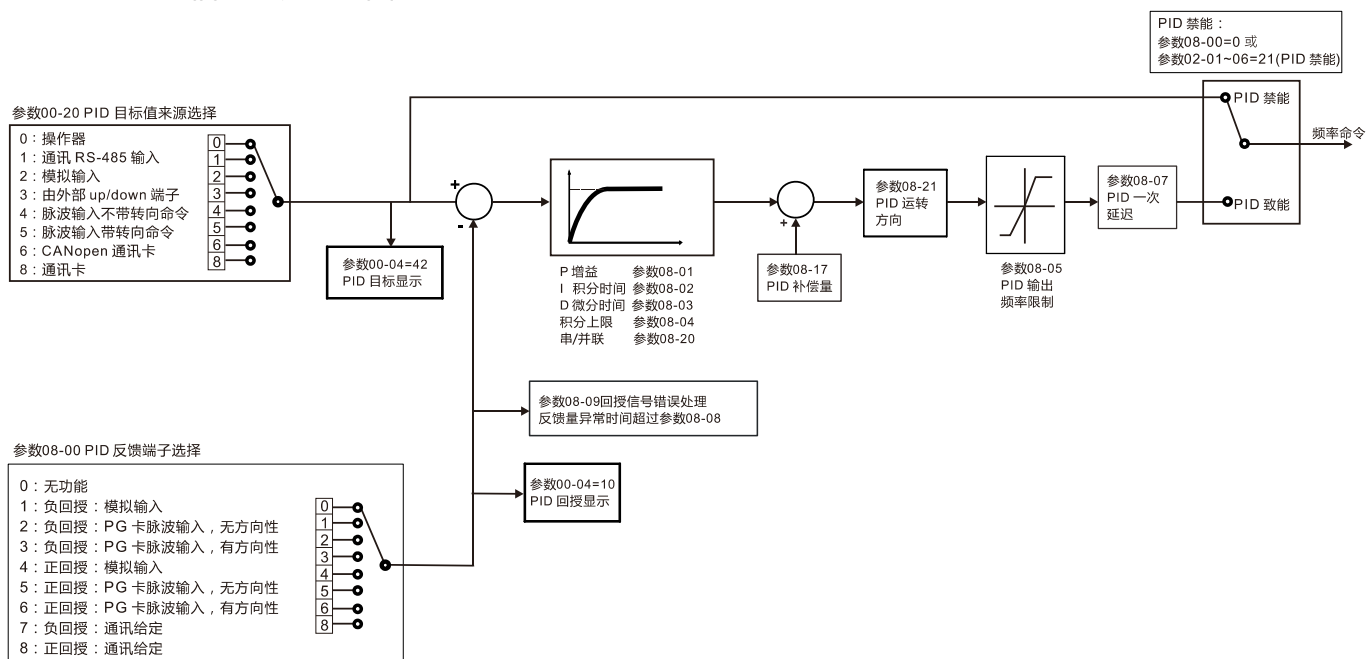 PID 禁能：
参数08-00=0 或
参数02-01~06=21(PID 禁能)
参数00-20 PID 目标值来源选择
0：操作器
1：通讯 RS-485 输入
2：模拟输入
3：由外部 up/down 端子
4：脉波输入不带转向命令
5：脉波输入带转向命令
6：CANopen 通讯卡
8：通讯卡
0
1
2
3
4
5
6
8
参数00-04=42
PID 目标显示
+
-
P 增益 参数08-01
I 积分时间 参数08-02
D 微分时间 参数08-03
积分上限 参数08-04
串/并联 参数08-20
+
参数08-17
PID 补偿量
参数08-21
PID 运转
方向
参数08-05
PID 输出
频率限制
参数08-07
PID 一次
延迟
PID 禁能
PID 致能
频率命令
参数08-09回授信号错误处理
反馈量异常时间超过参数08-08
参数00-04=10
PID 回授显示
参数08-00 PID 反馈端子选择
0：无功能
1：负回授：模拟输入
2：负回授：PG 卡脉波输入，无方向性
3：负回授：PG 卡脉波输入，有方向性
4：正回授：模拟输入
5：正回授：PG 卡脉波输入，无方向性
6：正回授：PG 卡脉波输入，有方向性
7：负回授：通讯给定
8：正回授：通讯给定
0
1
2
3
4
5
6
8